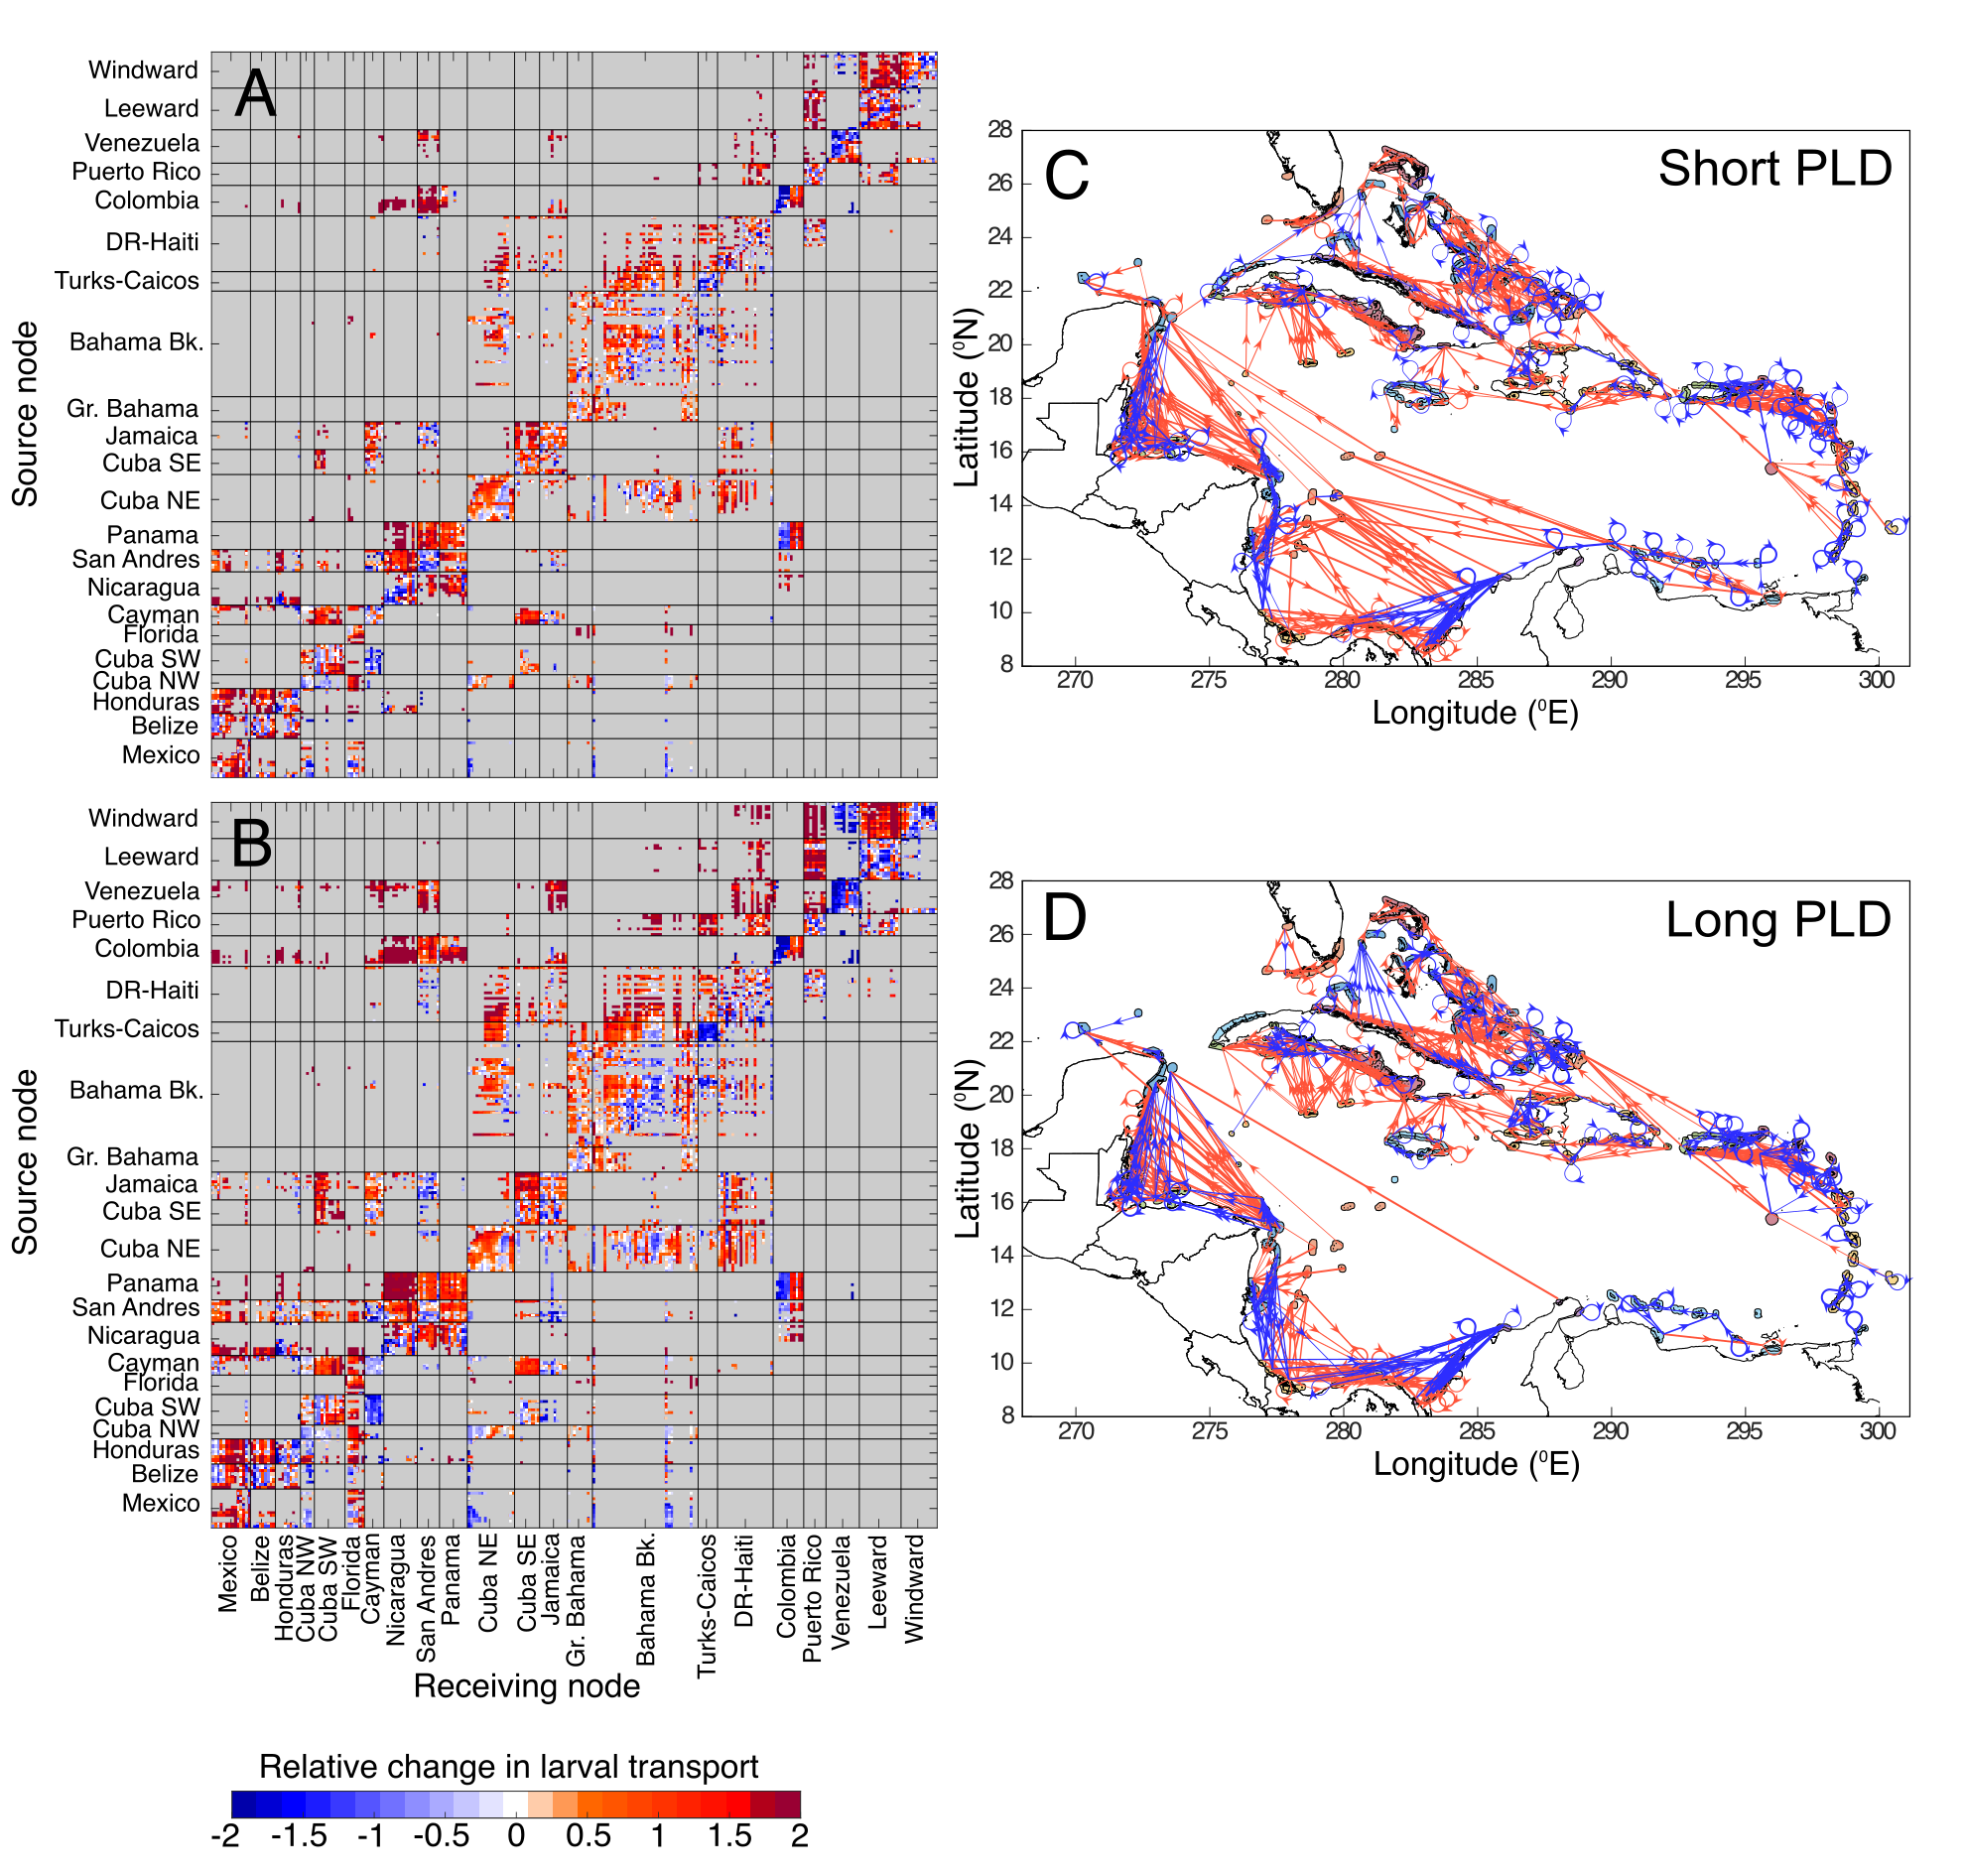 A
Windward
Leeward
Venezuela
Puerto Rico
Colombia
DR-Haiti
Turks-Caicos
Bahama Bk.
Gr. Bahama
Jamaica
Cuba SE
Cuba NE
Panama
San Andres
Nicaragua
Cayman
Florida
Cuba SW
Cuba NW
Honduras
Belize
Mexico
Source node
B
Windward
Leeward
Venezuela
Puerto Rico
Colombia
DR-Haiti
Turks-Caicos
Bahama Bk.
Gr. Bahama
Jamaica
Cuba SE
Cuba NE
Panama
San Andres
Nicaragua
Cayman
Florida
Cuba SW
Cuba NW
Honduras
Belize
Mexico
Source node
Mexico
Belize
Honduras
Cuba NW
Cuba SW
Florida
Cayman
Nicaragua
San Andres
Panama
Cuba NE
Cuba SE
Jamaica
Gr. Bahama
Bahama Bk.
Turks-Caicos
DR-Haiti
Colombia
Puerto Rico
Venezuela
Leeward
Windward
Receiving node
Relative change in larval transport
-2 -1.5 -1 -0.5 0 0.5 1 1.5 2
C
Short PLD
28
26
24
22
20
18
16
14
12
10
8
Latitude (⁰N)
270 275 280 285 290 295 300
Longitude (⁰E)
D
Long PLD
28
26
24
22
20
18
16
14
12
10
8
Latitude (⁰N)
270 275 280 285 290 295 300
Longitude (⁰E)